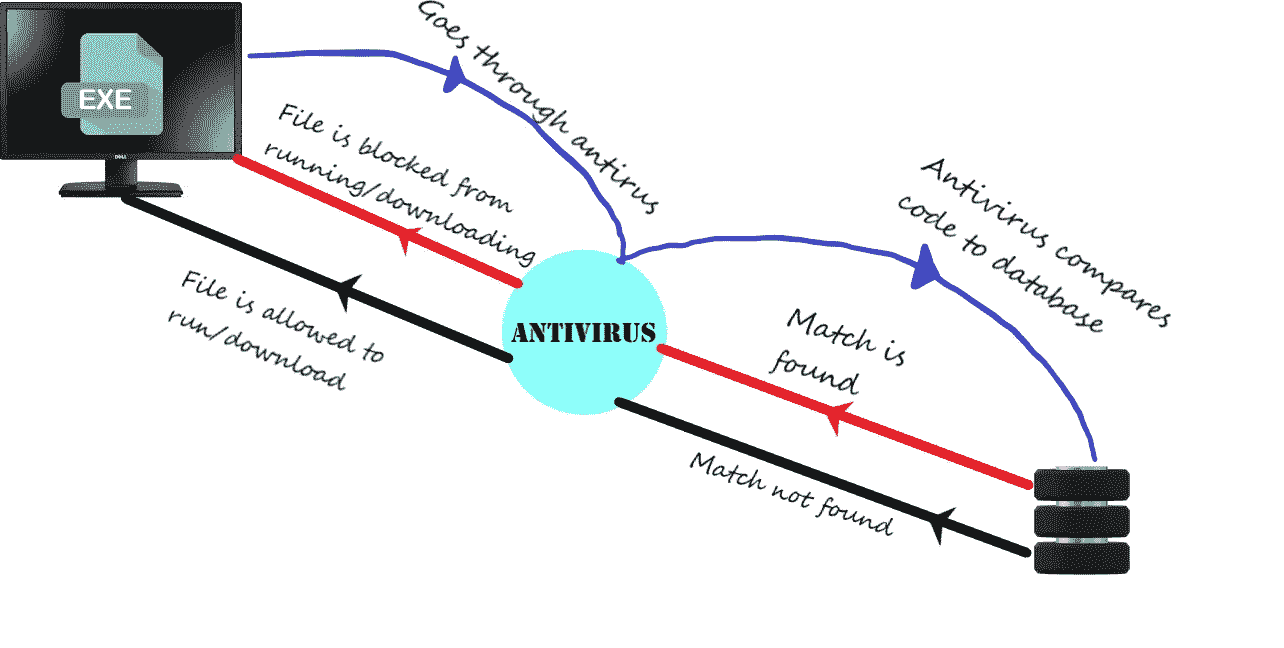 EXE
DELL
Goes through antirus
File is blocked from
running/downloading
File is allowed to
run/download
ANTIVIRUS
Antivirus compares
code to database
Match is
found
Match not found